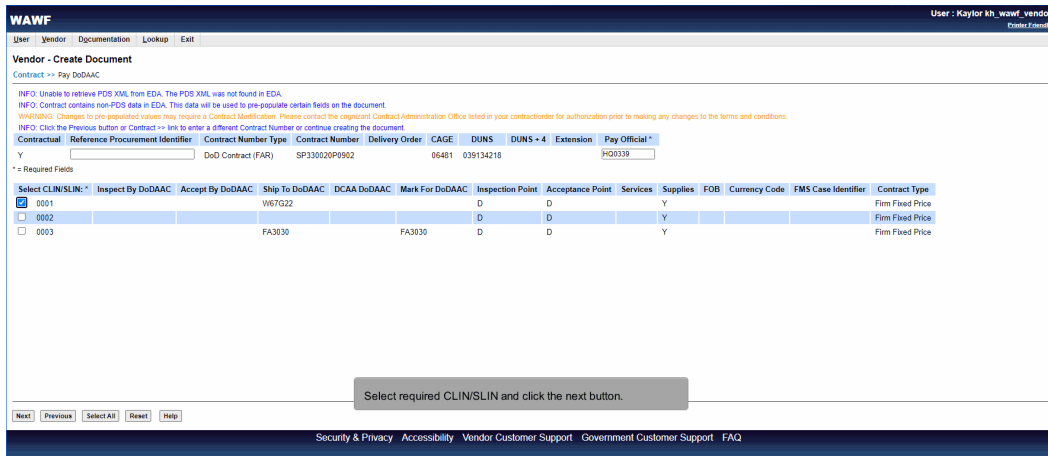 WAWF
User : Kaylor kh_wawf_vendo
Printer Friendl
User Vendor Documentation Lookup Exit
Vendor - Create Document
Contract >> Pay DoDAAC
INFO: Unable to retrieve PDS XML from EDA. The PDS XML was not found in EDA.
INFO: Contract contains non-PDS data in EDA. This data will be used to pre-populate certain fields on the document.
WARNING: Changes to pre-populated values may require a Contract Modification. Please contact the cognizant Contract Administration Office listed in your contract/order for authorization prior to making any changes to the terms and conditions.
INFO: Click the Previous button or Contract >> link to enter a different Contract Number or continue creating the document.
Contractual Reference Procurement Identifier Contract Number Type Contract Number Delivery Order CAGE DUNS DUNS + 4 Extension Pay Official *
Y DoD Contract (FAR) SP330020P0902 06481 039134218 HQ0339
* = Required Fields
Select CLIN/SLIN: * Inspect By DoDAAC Accept By DoDAAC Ship To DoDAAC DCAA DoDAAC Mark For DoDAAC Inspection Point Acceptance Point Services Supplies FOB Currency Code FMS Case Identifier Contract Type
0001 W67G22 D D Y Firm Fixed Price
0002 D D Y Firm Fixed Price
0003 FA3030 FA3030 D D Y Firm Fixed Price
Select required CLIN/SLIN and click the next button.
Next Previous Select All Reset Help
Security & Privacy Accessibility Vendor Customer Support Government Customer Support FAQ